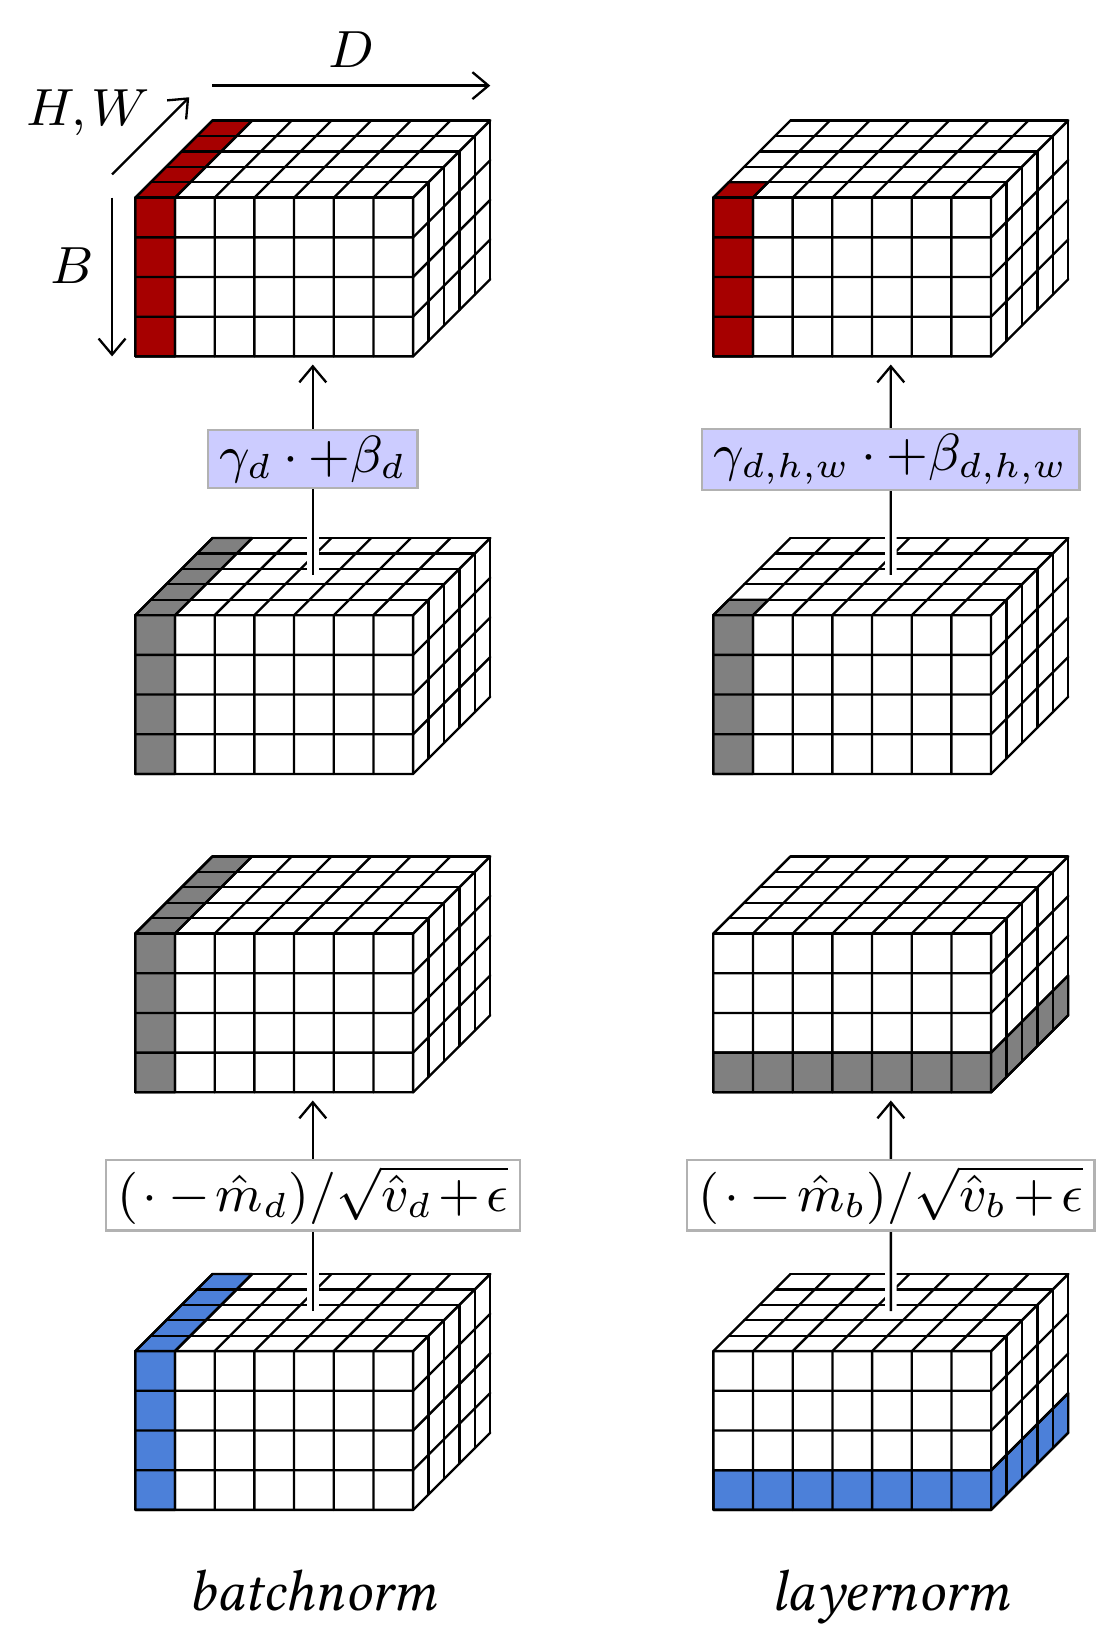 D
H, W
B
γ_d · +β_d
γ_{d,h,w} · +β_{d,h,w}
(· − m̂_d)/√(v̂_d + ϵ)
(· − m̂_b)/√(v̂_b + ϵ)
batchnorm
layernorm